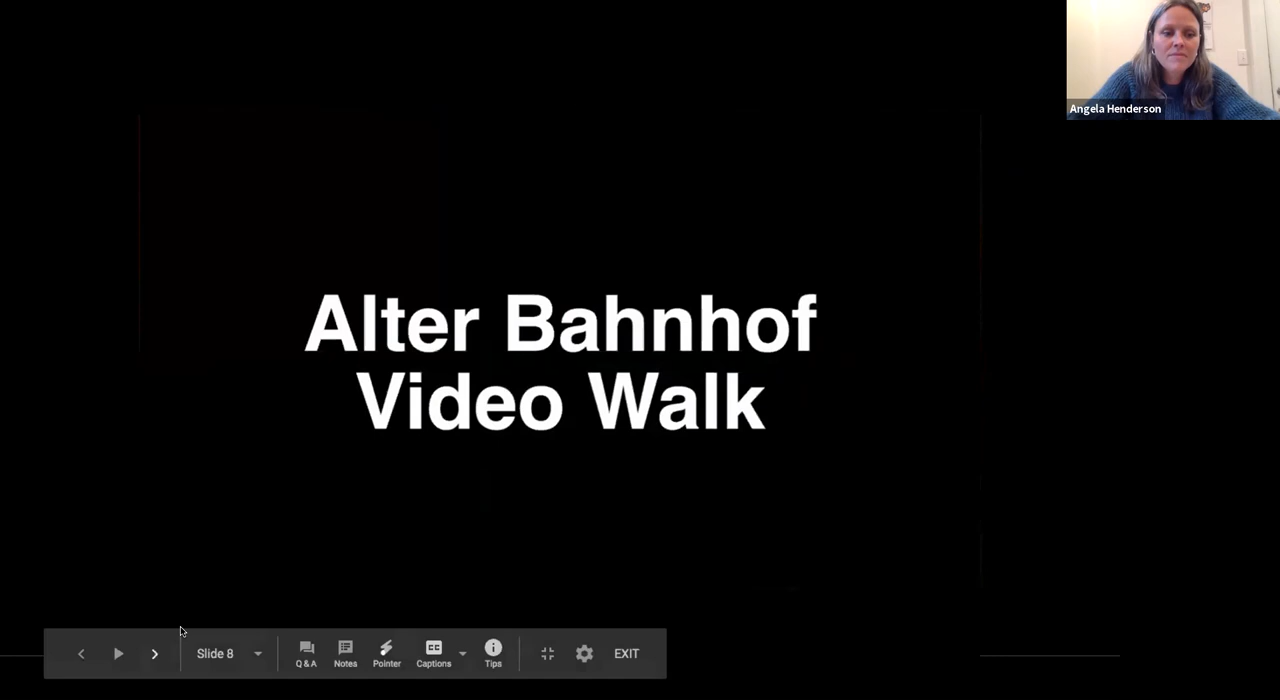 Angela Henderson
Alter Bahnhof
Video Walk
Slide 8
Q & A
Notes
Pointer
CC
Captions
Tips
EXIT